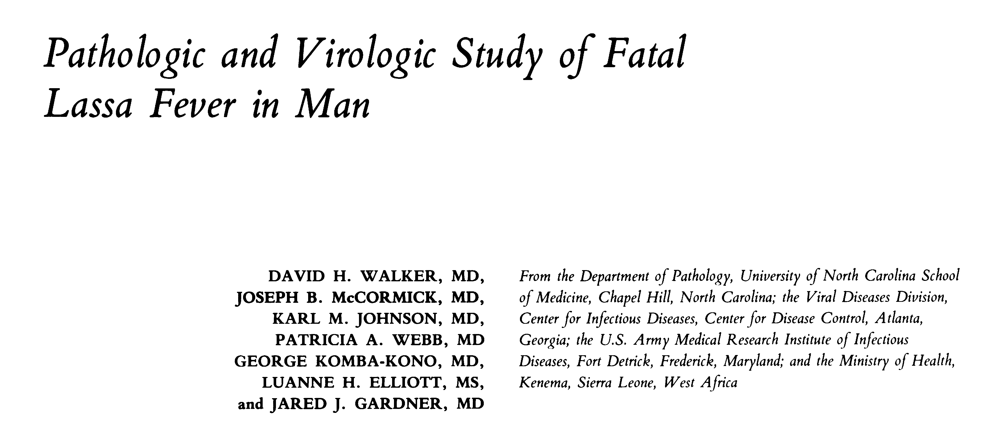 Pathologic and Virologic Study of Fatal
Lassa Fever in Man
DAVID H. WALKER, MD,
JOSEPH B. McCORMICK, MD,
KARL M. JOHNSON, MD,
PATRICIA A. WEBB, MD
GEORGE KOMBA-KONO, MD,
LUANNE H. ELLIOTT, MS,
and JARED J. GARDNER, MD
From the Department of Pathology, University of North Carolina School
of Medicine, Chapel Hill, North Carolina; the Viral Diseases Division,
Center for Infectious Diseases, Center for Disease Control, Atlanta,
Georgia; the U.S. Army Medical Research Institute of Infectious
Diseases, Fort Detrick, Frederick, Maryland; and the Ministry of Health,
Kenema, Sierra Leone, West Africa